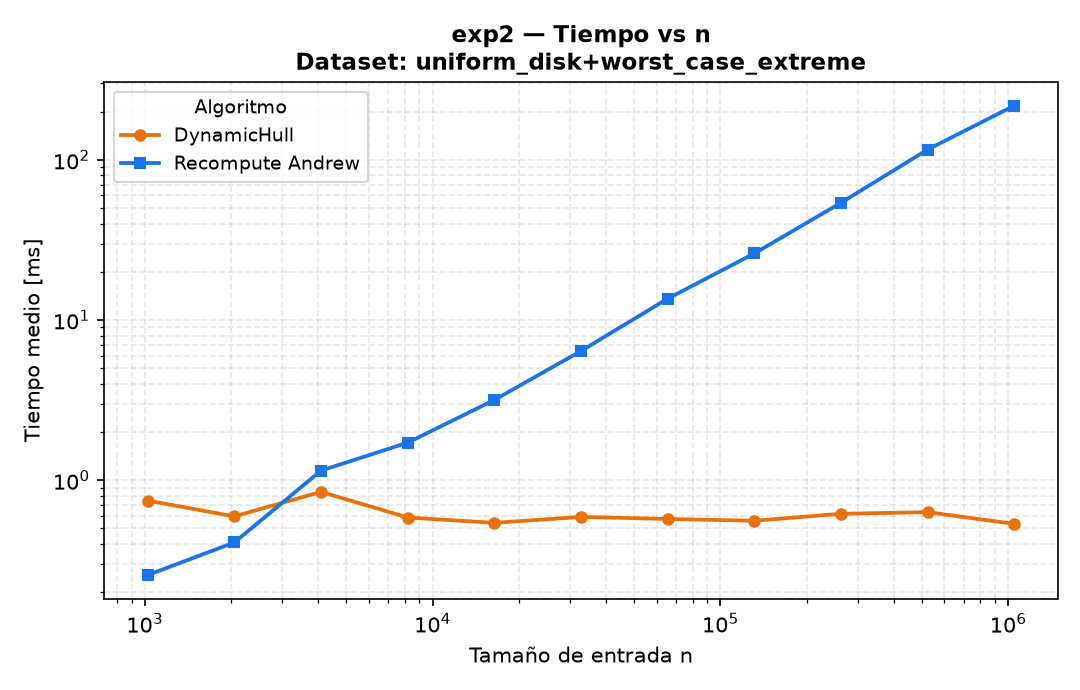 exp2 — Tiempo vs n
Dataset: uniform_disk+worst_case_extreme
Algoritmo
DynamicHull
Recompute Andrew
Tiempo medio [ms]
10²
10¹
10⁰
10³
10⁴
10⁵
10⁶
Tamaño de entrada n